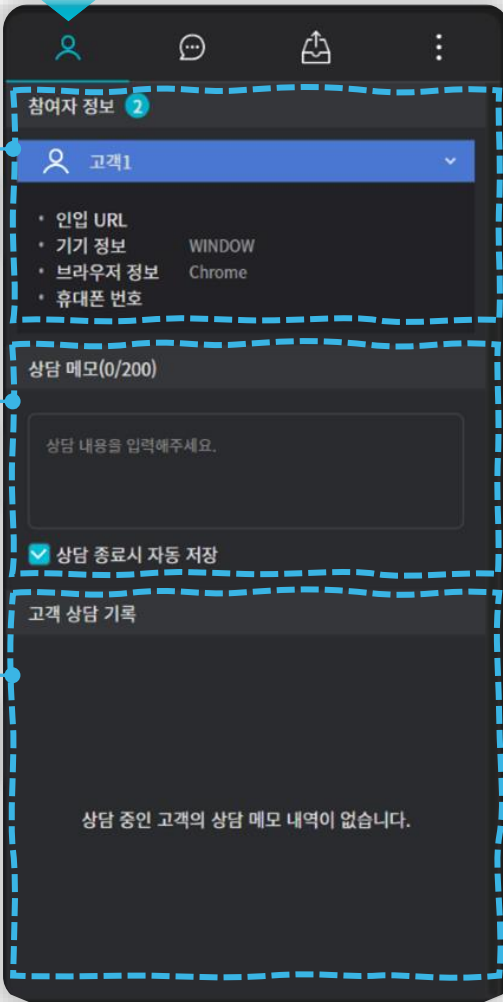 참여자 정보 2
고객1
· 인입 URL
· 기기 정보 WINDOW
· 브라우저 정보 Chrome
· 휴대폰 번호
상담 메모(0/200)
상담 내용을 입력해주세요.
상담 종료시 자동 저장
고객 상담 기록
상담 중인 고객의 상담 메모 내역이 없습니다.